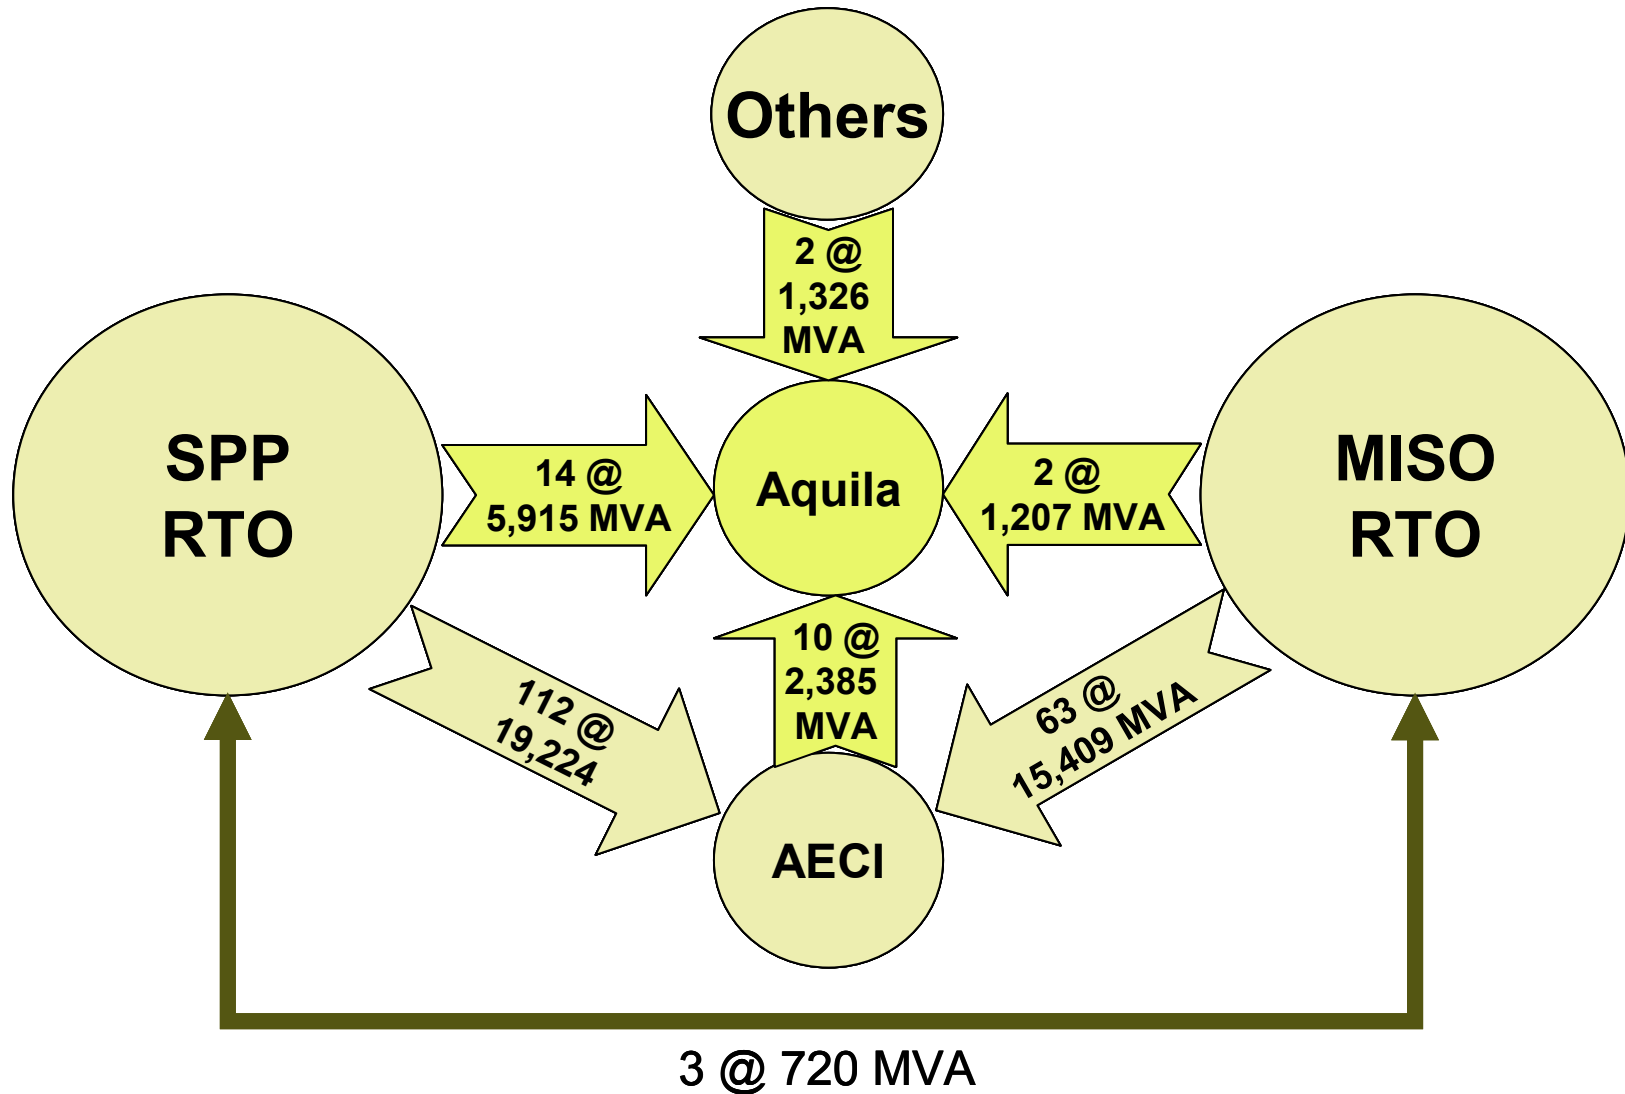 Others
2 @
1,326
MVA
SPP
RTO
14 @
5,915 MVA
Aquila
2 @
1,207 MVA
MISO
RTO
112 @
19,224
10 @
2,385
MVA
63 @
15,409 MVA
AECI
3 @ 720 MVA